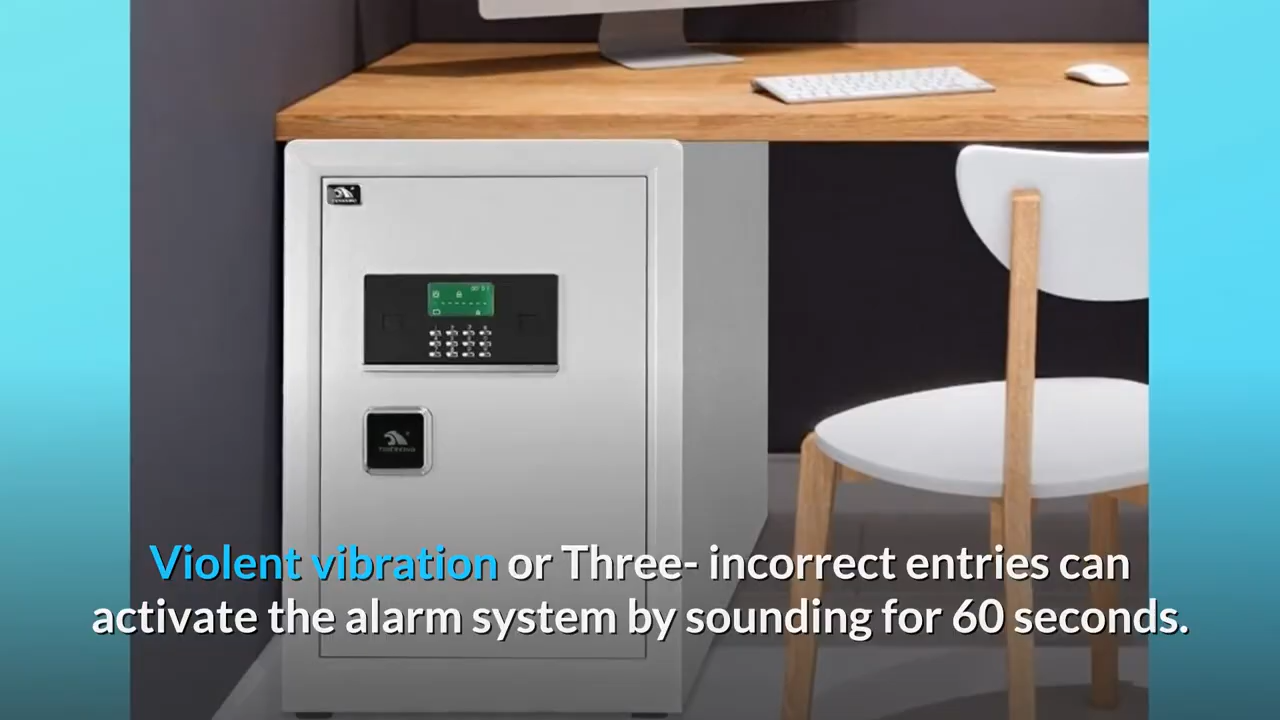 Violent vibration or Three- incorrect entries can
activate the alarm system by sounding for 60 seconds.